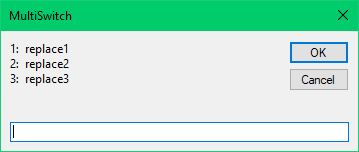 MultiSwitch
1: replace1
2: replace2
3: replace3
OK
Cancel